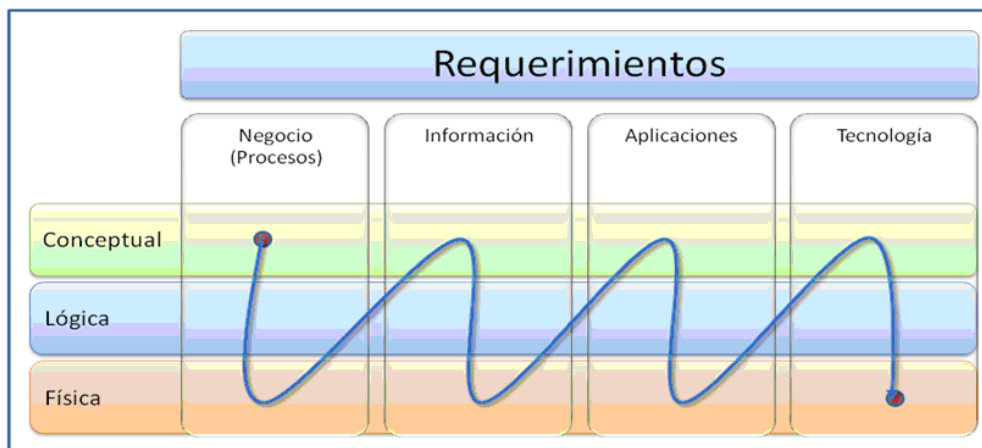 Requerimientos
Negocio
(Procesos)
Información
Aplicaciones
Tecnología
Conceptual
Lógica
Física